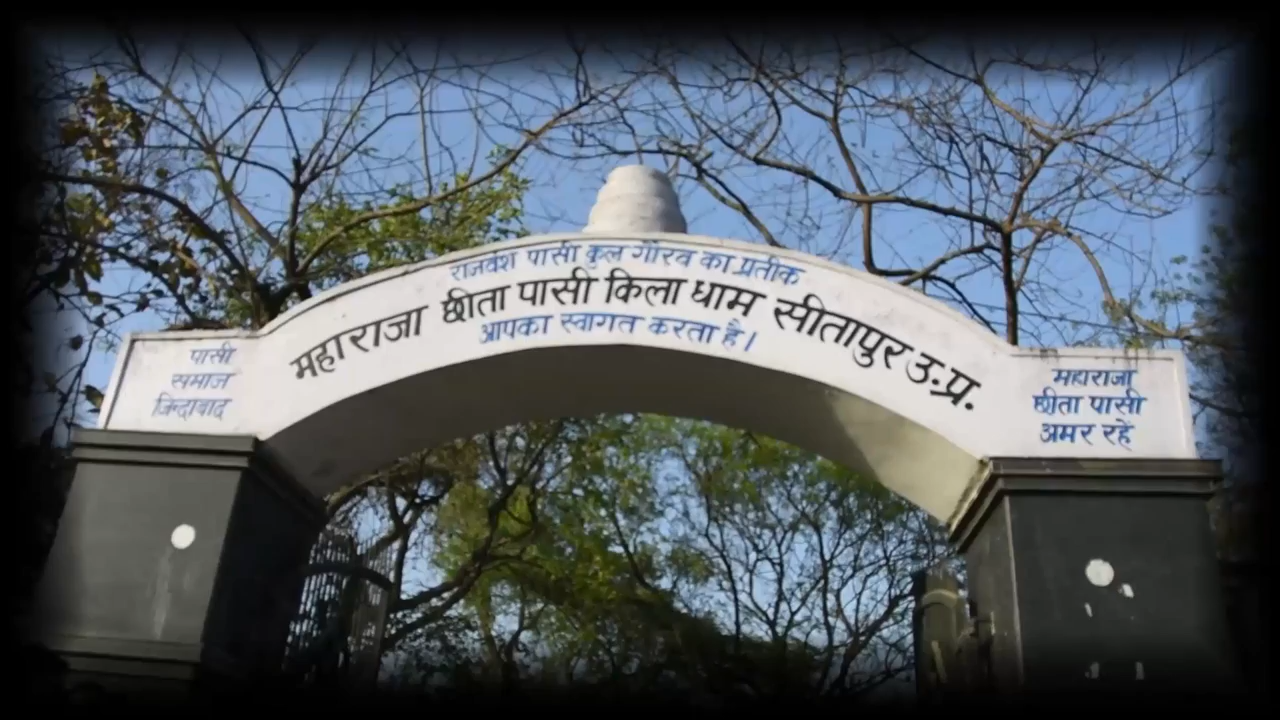 राजवंश पासी कुल गौरव का प्रतीक
महाराजा छीता पासी किला धाम सीतापुर उ.प्र.
आपका स्वागत करता है।
पासी
समाज
जिन्दाबाद
महाराजा
छीता पासी
अमर रहे